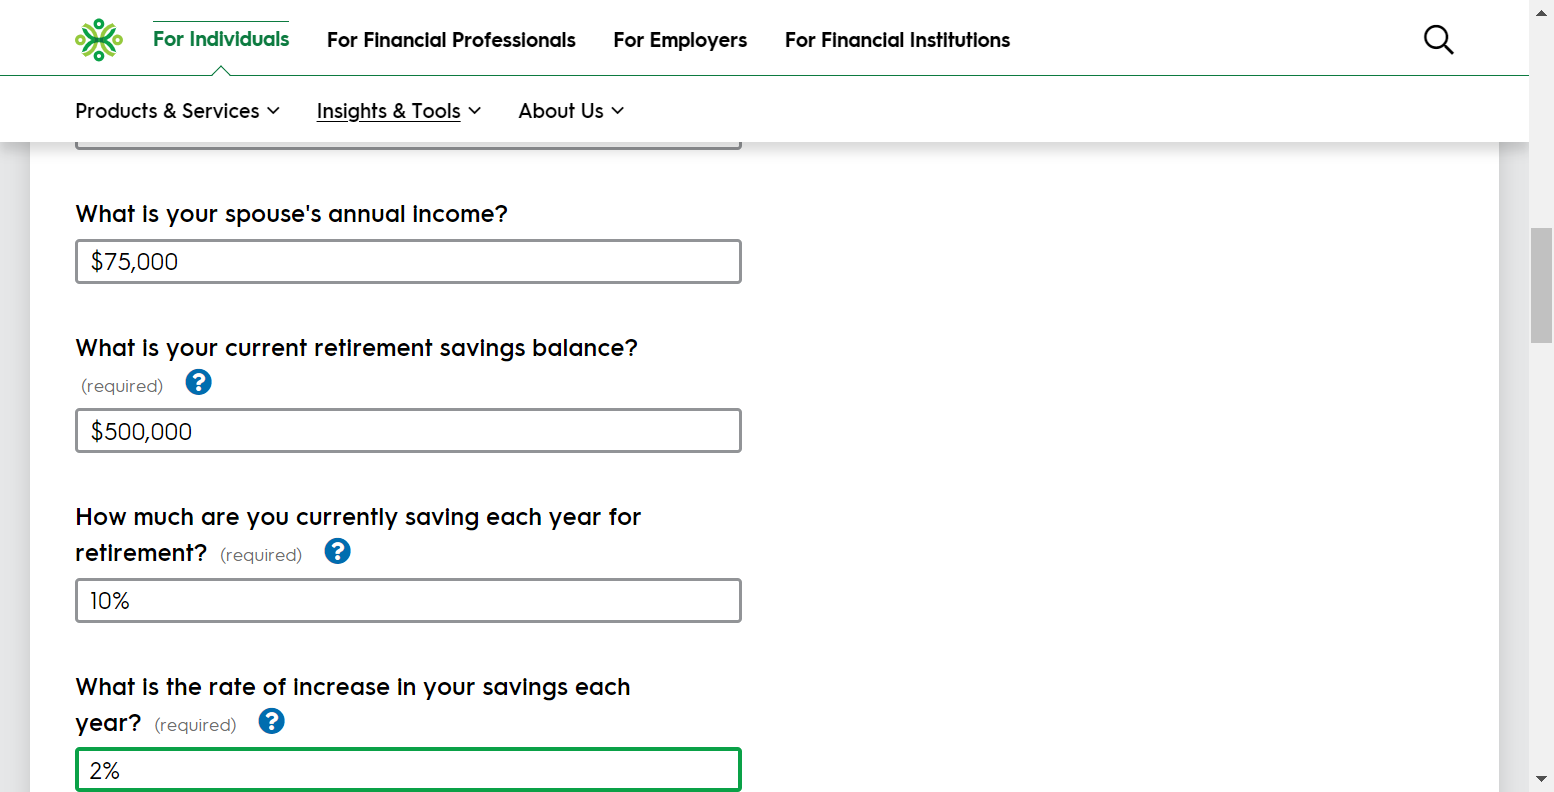 For Individuals For Financial Professionals For Employers For Financial Institutions
Products & Services Insights & Tools About Us
What is your spouse's annual income?
$75,000
What is your current retirement savings balance?
(required) ?
$500,000
How much are you currently saving each year for
retirement? (required) ?
10%
What is the rate of increase in your savings each
year? (required) ?
2%